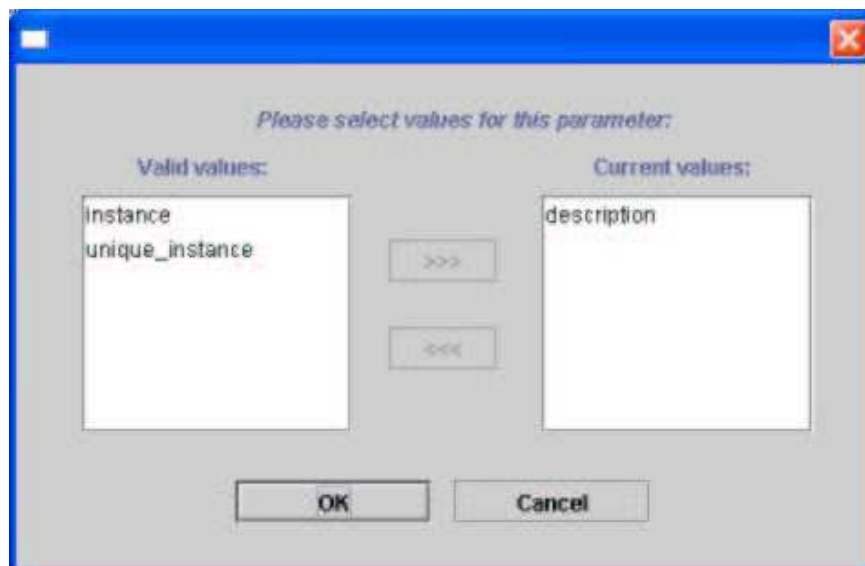 Please select values for this parameter:
Valid values:
Current values:
instance
unique_instance
description
>>>
<<<
OK
Cancel